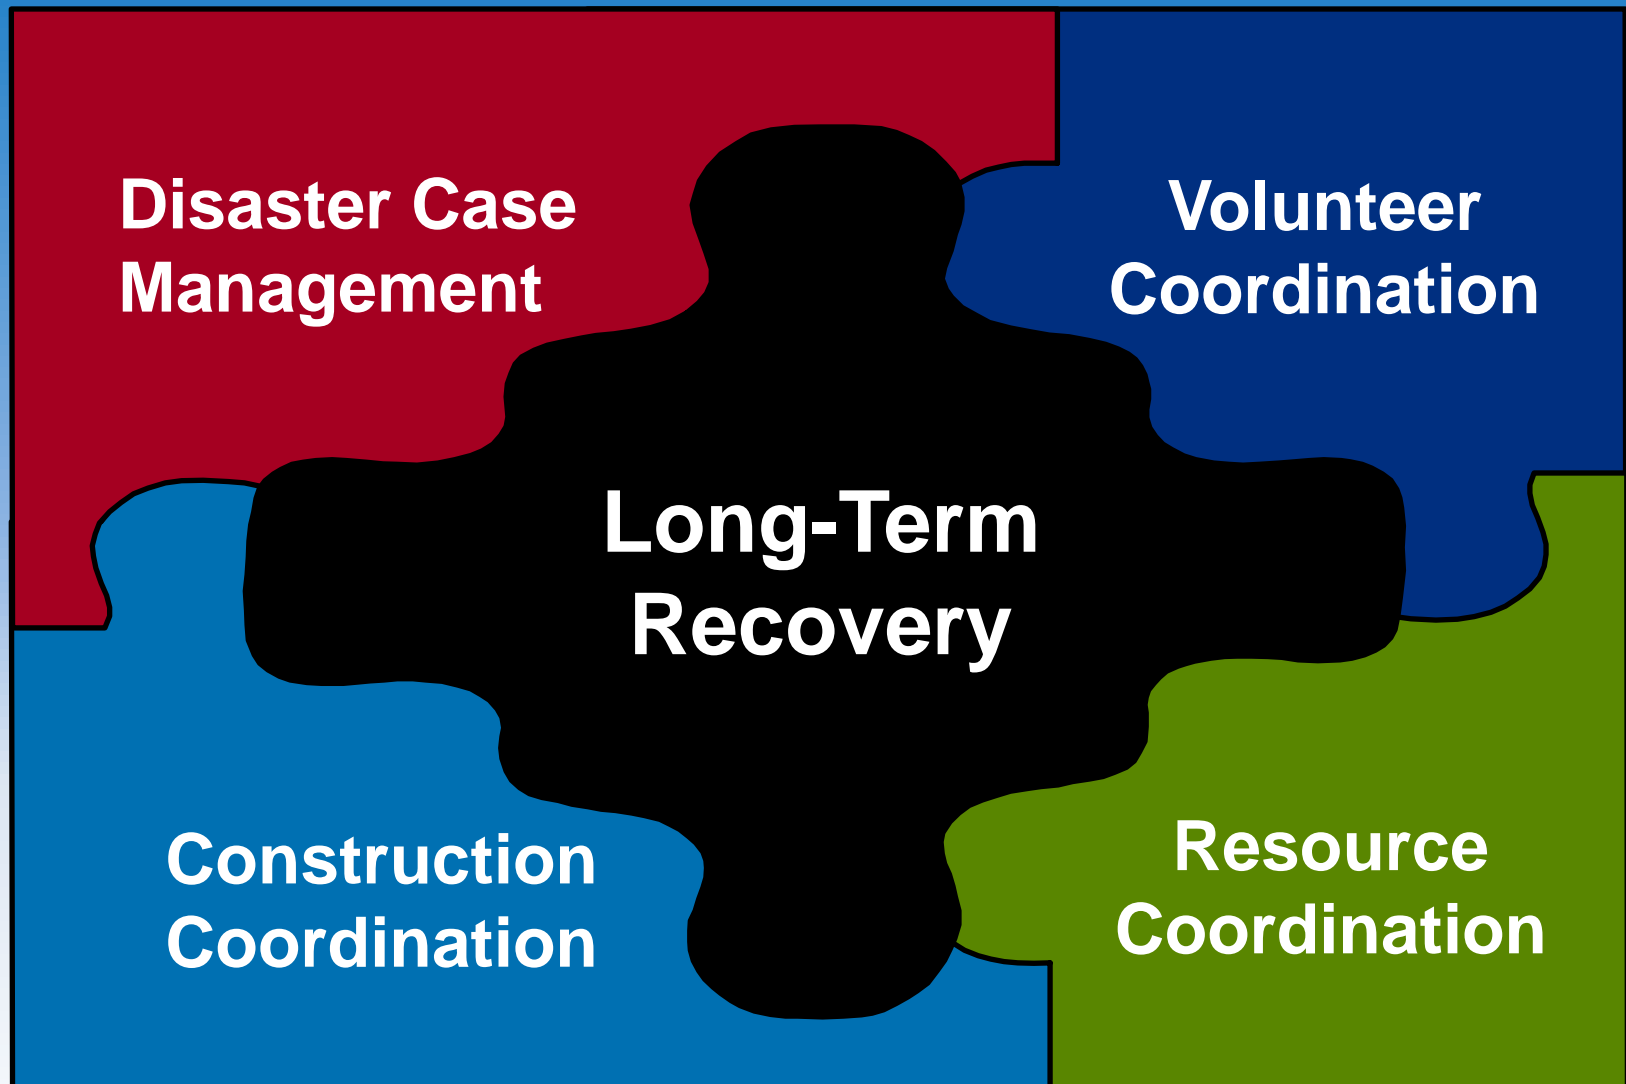 Disaster Case
Management
Volunteer
Coordination
Long-Term
Recovery
Construction
Coordination
Resource
Coordination